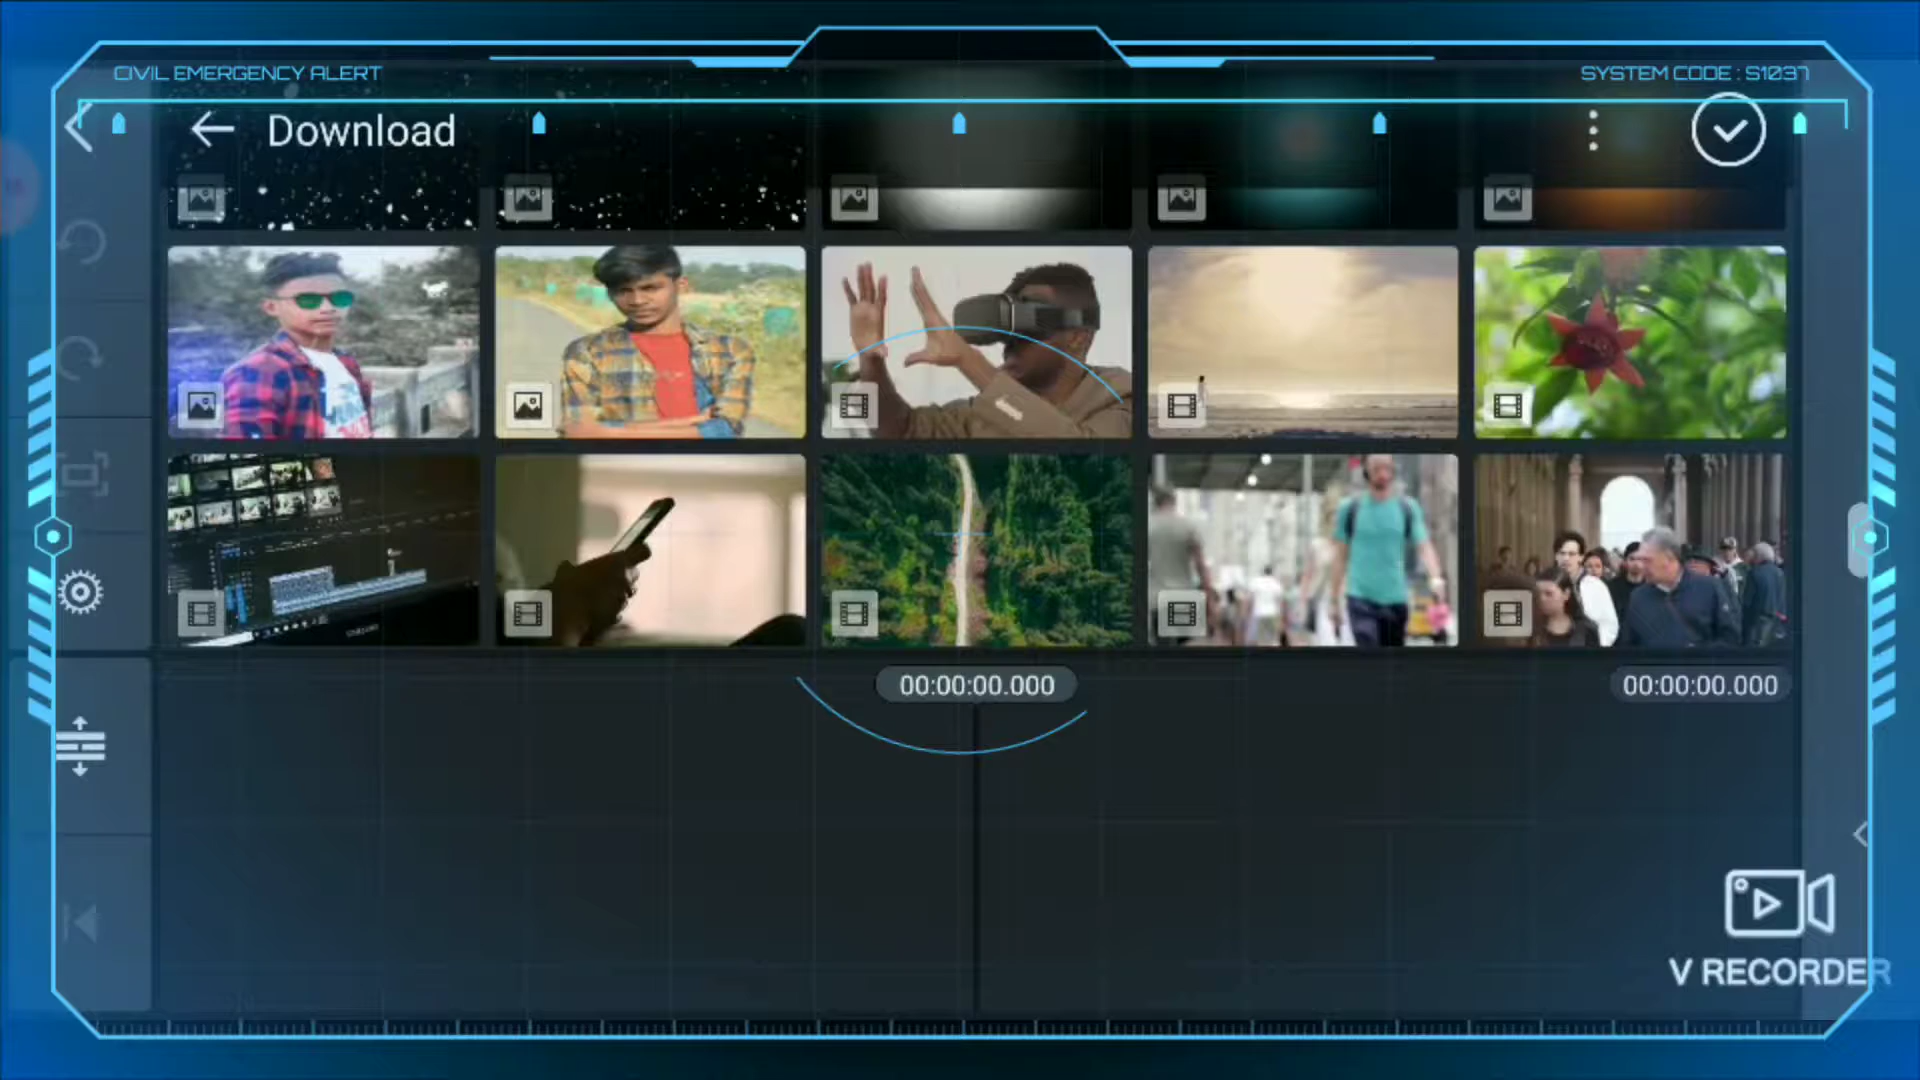 CIVIL EMERGENCY ALERT
SYSTEM CODE : S1037
Download
00:00:00.000
00:00:00.000
V RECORDER